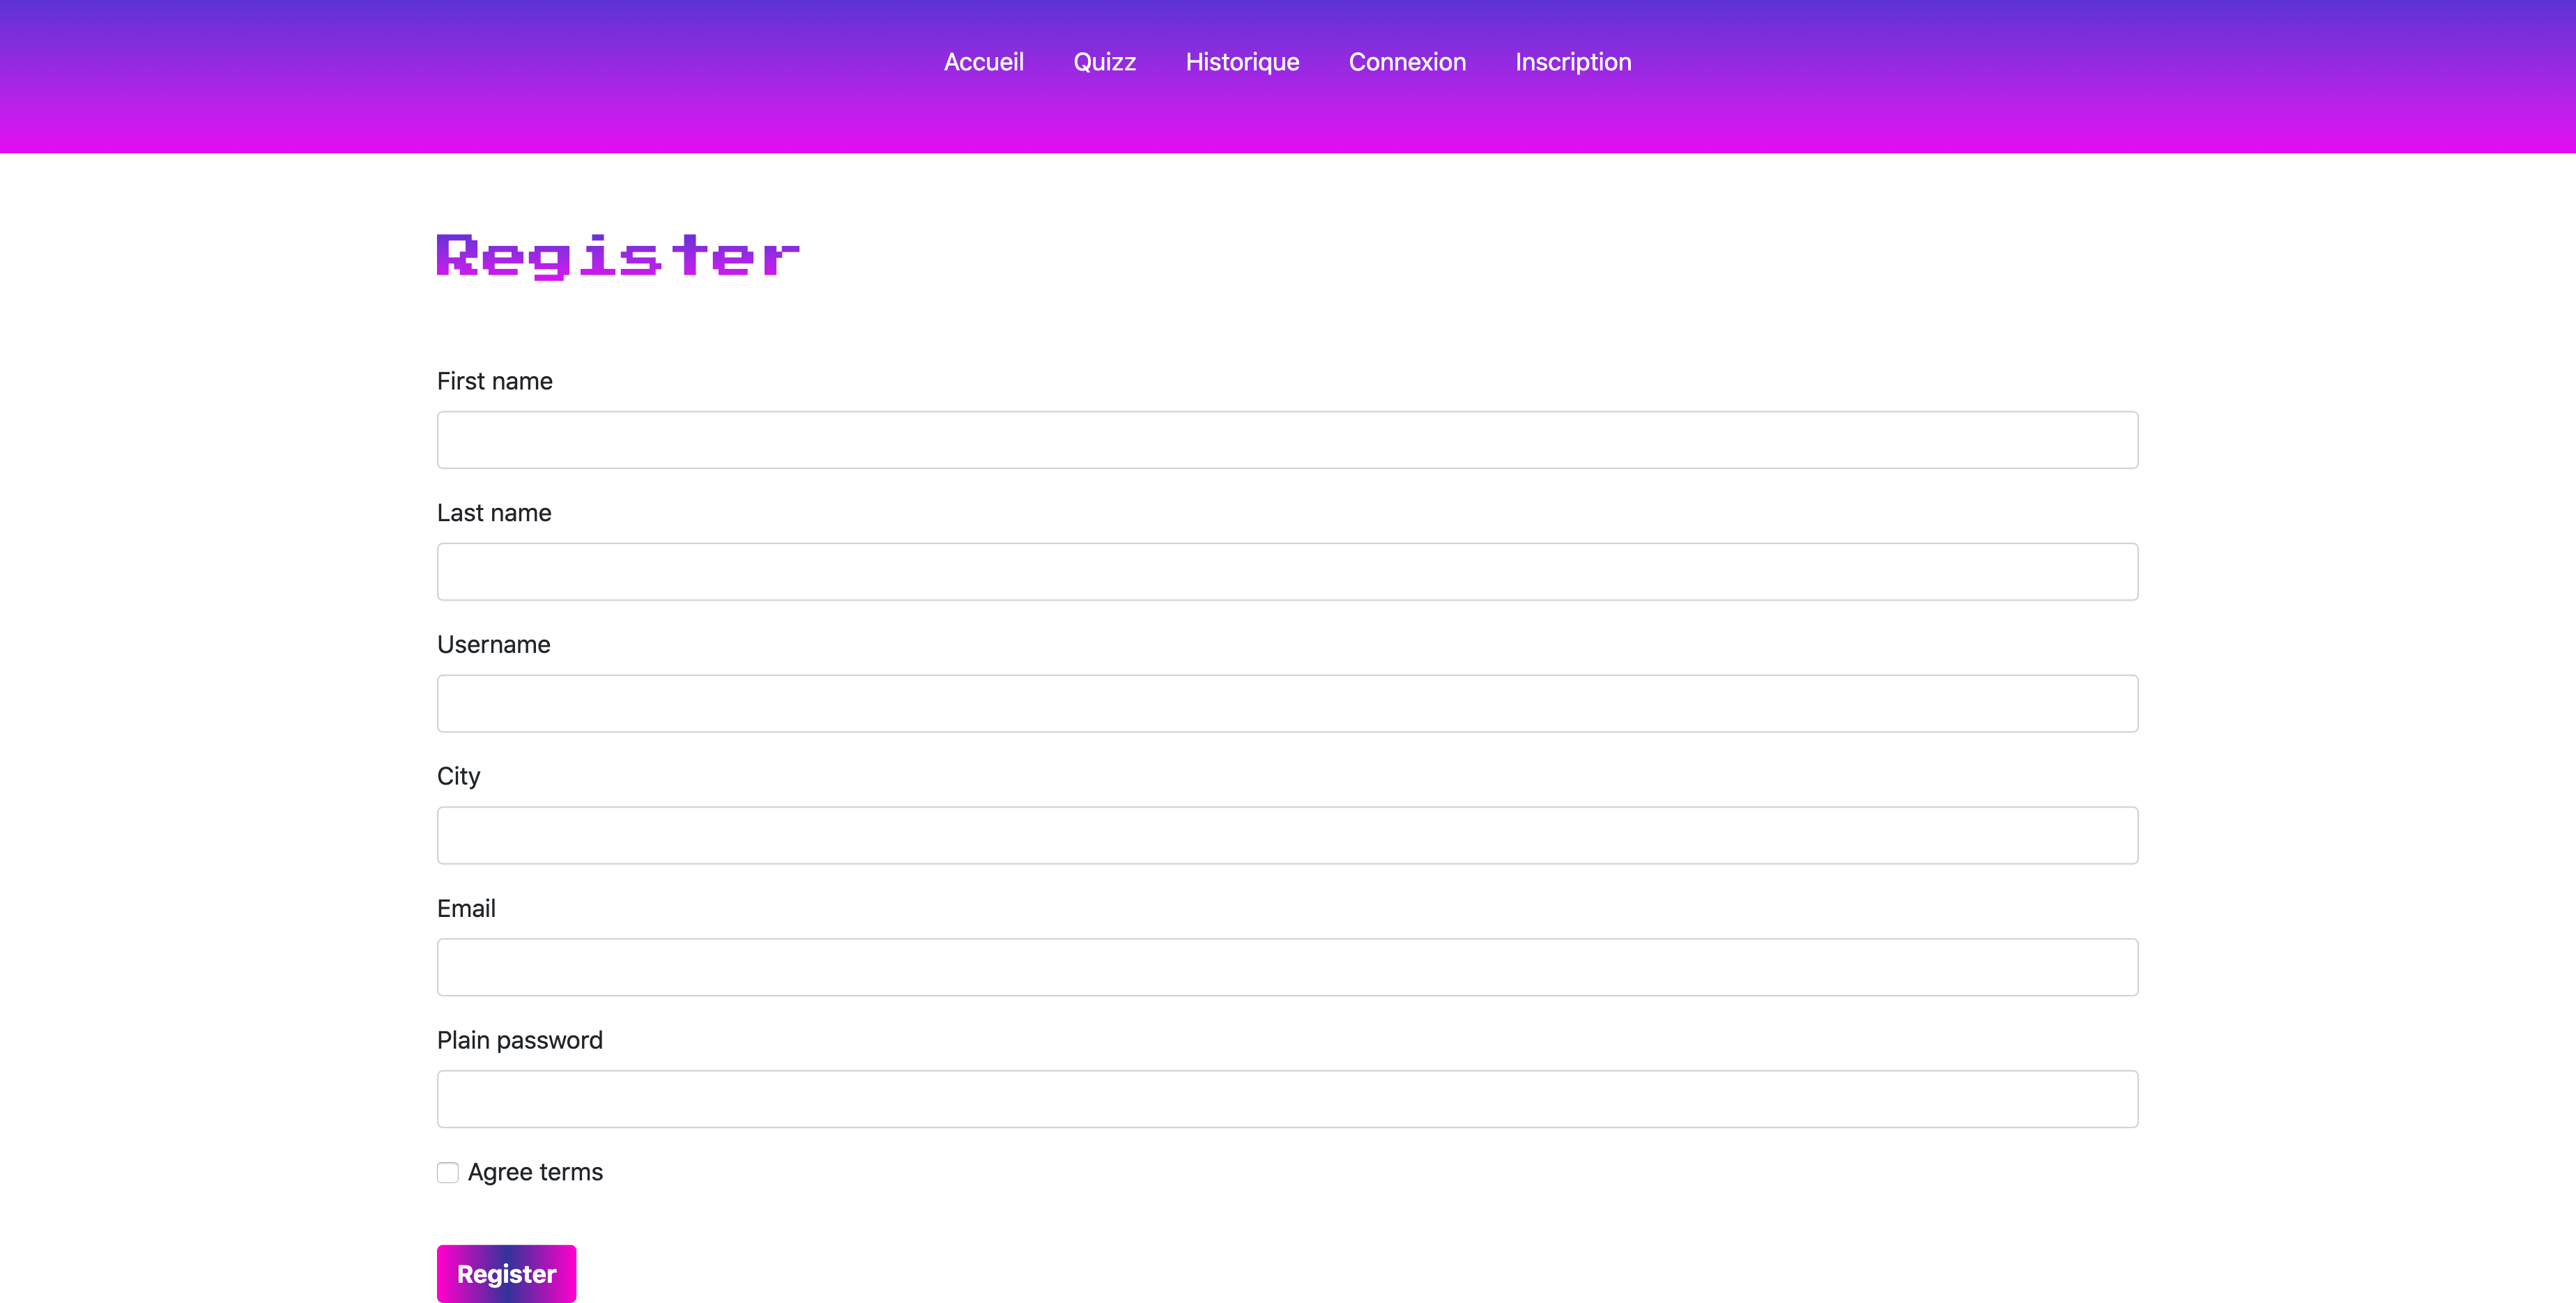 Accueil Quizz Historique Connexion Inscription
Register
First name
Last name
Username
City
Email
Plain password
Agree terms
Register